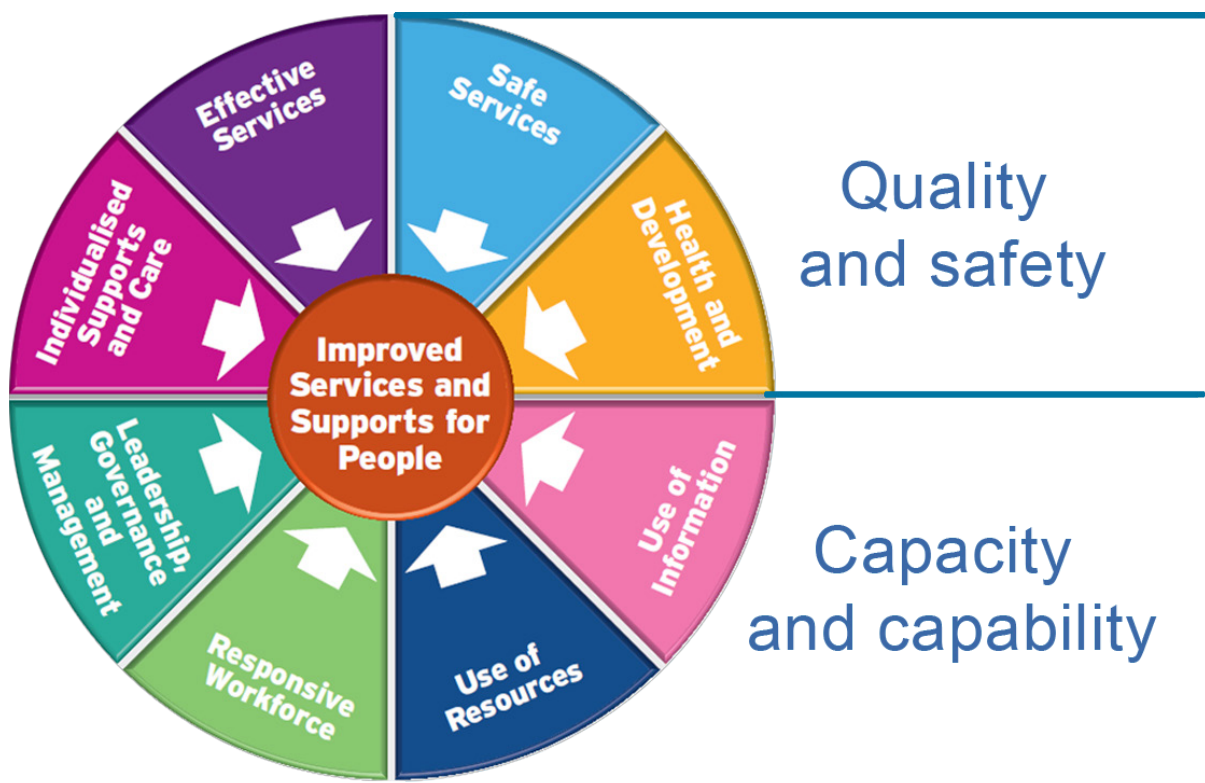 Effective
Services
Safe
Services
Individualised
Supports
and Care
Health and
Development
Quality
and safety
Improved
Services and
Supports for
People
Leadership,
Governance
and
Management
Use of
Information
Responsive
Workforce
Use of
Resources
Capacity
and capability